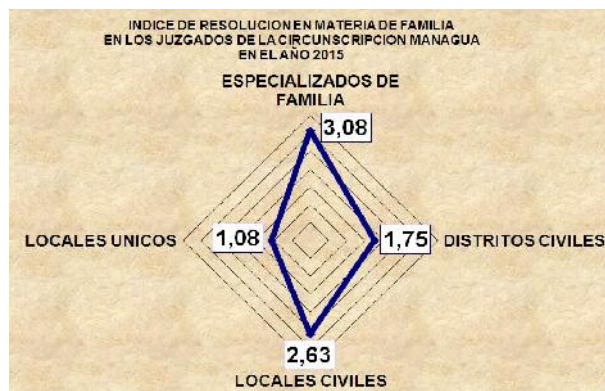 INDICE DE RESOLUCION EN MATERIA DE FAMILIA
EN LOS JUZGADOS DE LA CIRCUNSCRIPCION MANAGUA
EN EL AÑO 2015
ESPECIALIZADOS DE
FAMILIA
3,08
LOCALES UNICOS
1,08
1,75
DISTRITOS CIVILES
2,63
LOCALES CIVILES